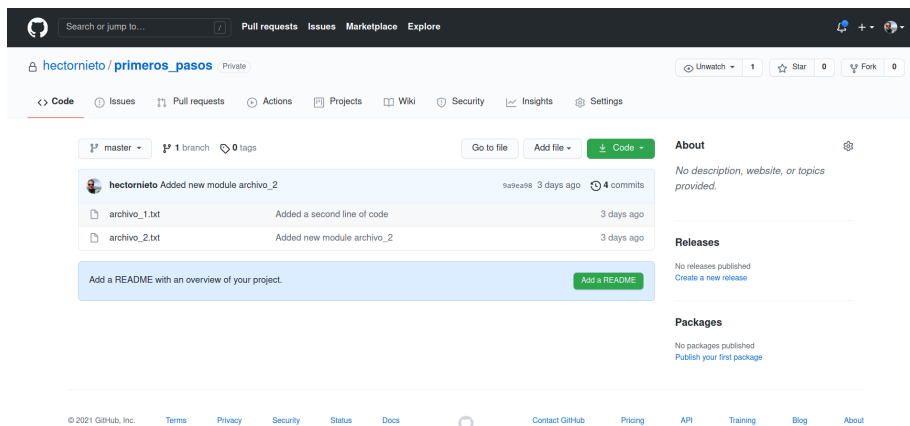 Search or jump to... / Pull requests Issues Marketplace Explore
hectornieto / primeros_pasos Private Unwatch 1 Star 0 Fork 0
Code Issues Pull requests Actions Projects Wiki Security Insights Settings
master 1 branch 0 tags Go to file Add file Code
hectornieto Added new module archivo_2 9a9ea98 3 days ago 4 commits
archivo_1.txt Added a second line of code 3 days ago
archivo_2.txt Added new module archivo_2 3 days ago
Add a README with an overview of your project. Add a README
About
No description, website, or topics
provided.
Releases
No releases published
Create a new release
Packages
No packages published
Publish your first package
© 2021 GitHub, Inc. Terms Privacy Security Status Docs Contact GitHub Pricing API Training Blog About